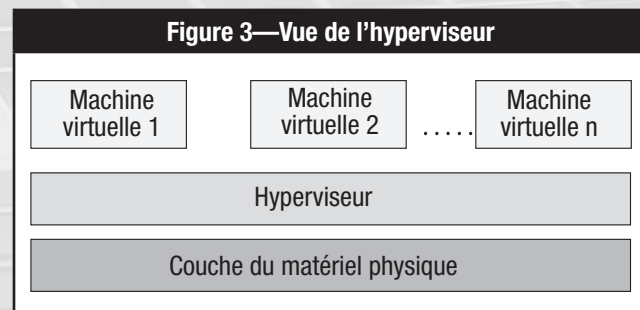 Figure 3—Vue de l'hyperviseur
Machine
virtuelle 1
Machine
virtuelle 2
.....
Machine
virtuelle n
Hyperviseur
Couche du matériel physique